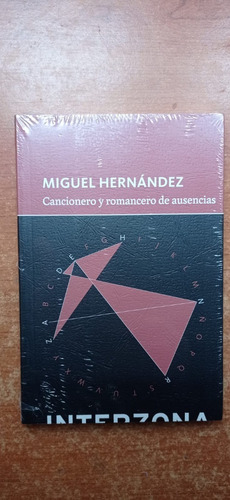 MIGUEL HERNÁNDEZ
Cancionero y romancero de ausencias
Z A B C D E F G H I J K L M N Ñ O P Q R S T U V W X Y
INTERZONA